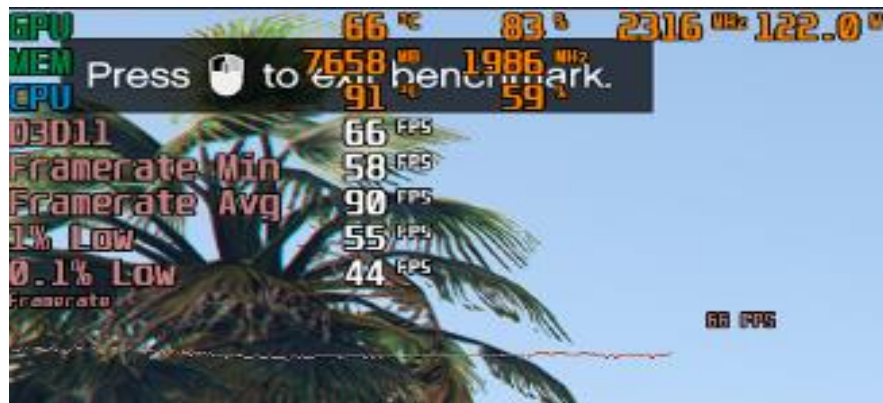 GPU 66 °C 83 % 2316 MHz 122.0 W
MEM 7658 MB 1986 MHz
Press to exit benchmark.
CPU 91 °C 59 %
D3D11 66 FPS
Framerate Min 58 FPS
Framerate Avg 90 FPS
1% Low 55 FPS
0.1% Low 44 FPS
Framerate
66 FPS